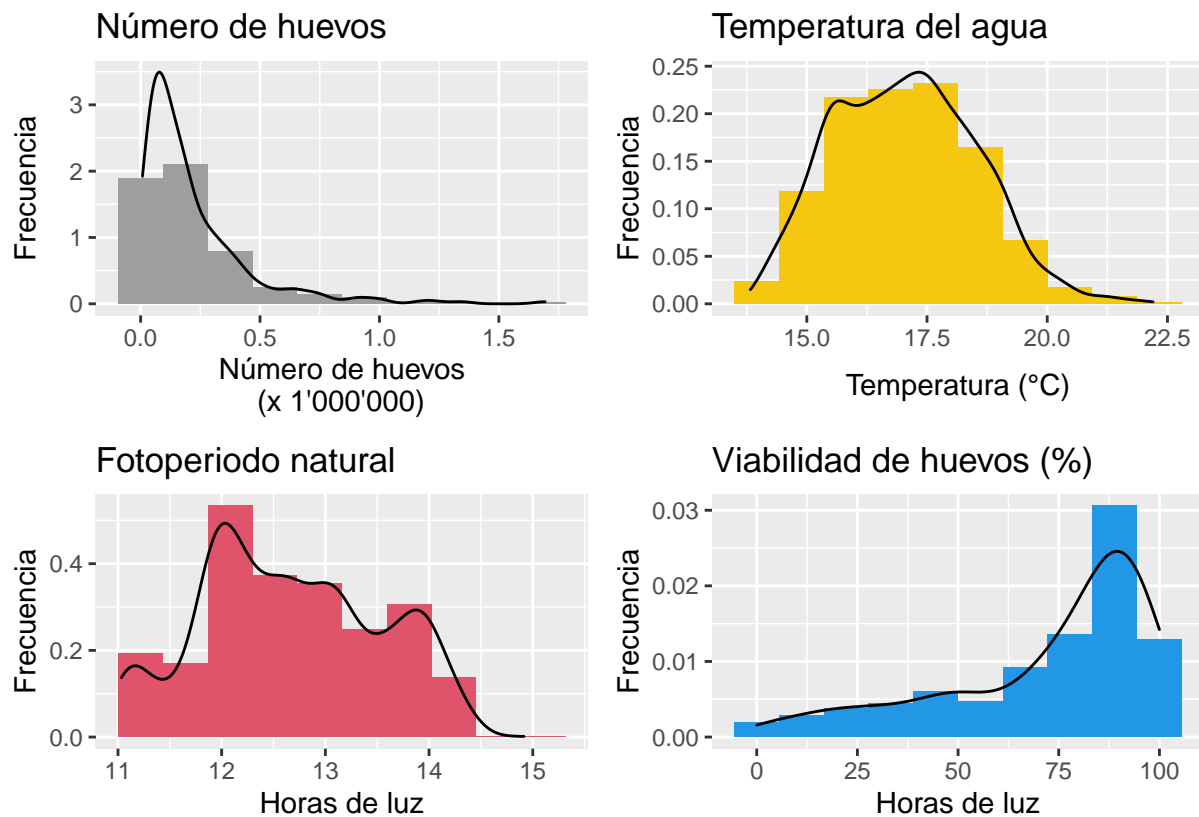 Número de huevos
Frecuencia
3
2
1
0
0.0 0.5 1.0 1.5
Número de huevos
(x 1'000'000)
Temperatura del agua
Frecuencia
0.25
0.20
0.15
0.10
0.05
0.00
15.0 17.5 20.0 22.5
Temperatura (°C)
Fotoperiodo natural
Frecuencia
0.4
0.2
0.0
11 12 13 14 15
Horas de luz
Viabilidad de huevos (%)
Frecuencia
0.03
0.02
0.01
0.00
0 25 50 75 100
Horas de luz